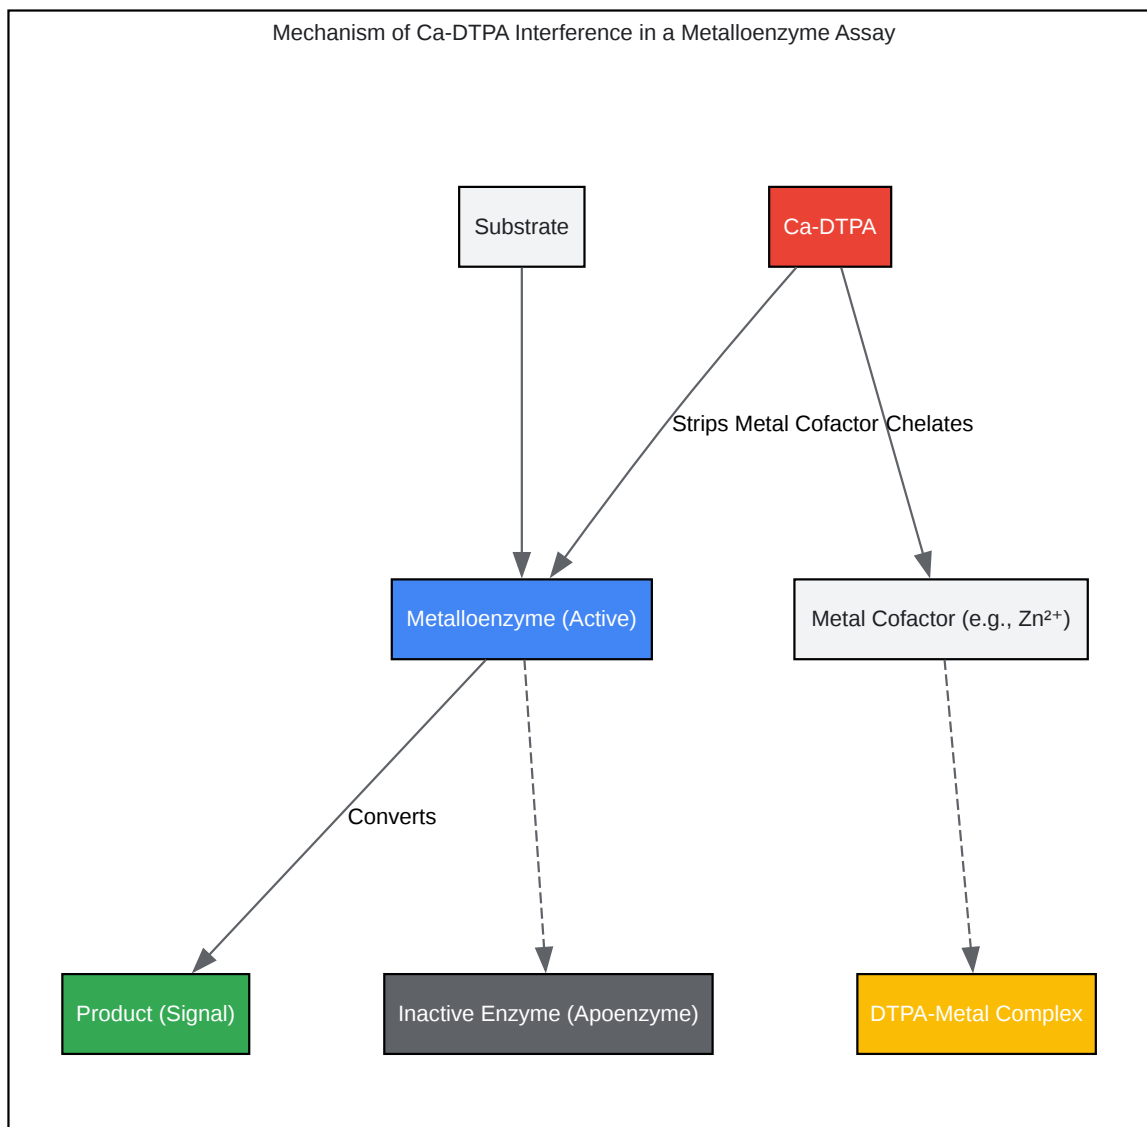 Mechanism of Ca-DTPA Interference in a Metalloenzyme Assay
Substrate
Ca-DTPA
Strips Metal Cofactor
Chelates
Metalloenzyme (Active)
Metal Cofactor (e.g., Zn²⁺)
Converts
Product (Signal)
Inactive Enzyme (Apoenzyme)
DTPA-Metal Complex